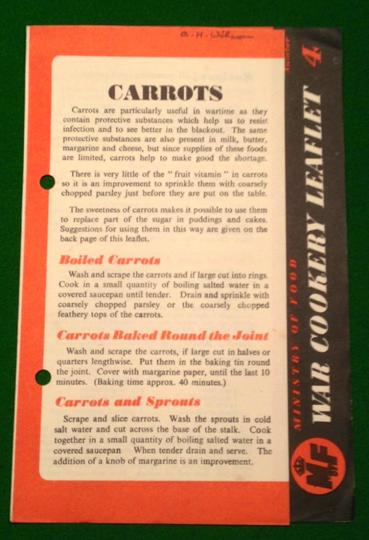 CARROTS
Carrots are particularly useful in wartime as they
contain protective substances which help us to resist
infection and to see better in the blackout. The same
protective substances are also present in milk, butter,
margarine and cheese, but since supplies of these foods
are limited, carrots help to make good the shortage.
There is very little of the "fruit vitamin" in carrots
so it is an improvement to sprinkle them with coarsely
chopped parsley just before they are put on the table.
The sweetness of carrots makes it possible to use them
to replace part of the sugar in puddings and cakes.
Suggestions for using them in this way are given on the
back page of this leaflet.
Boiled Carrots
Wash and scrape the carrots and if large cut into rings.
Cook in a small quantity of boiling salted water in a
covered saucepan until tender. Drain and sprinkle with
coarsely chopped parsley or the coarsely chopped
feathery tops of the carrots.
Carrots Baked Round the Joint
Wash and scrape the carrots, if large cut in halves or
quarters lengthwise. Put them in the baking tin round
the joint. Cover with margarine paper, until the last 10
minutes. (Baking time approx. 40 minutes.)
Carrots and Sprouts
Scrape and slice carrots. Wash the sprouts in cold
salt water and cut across the base of the stalk. Cook
together in a small quantity of boiling salted water in a
covered saucepan When tender drain and serve. The
addition of a knob of margarine is an improvement.
MINISTRY OF FOOD
WAR COOKERY LEAFLET
Number
4
MF